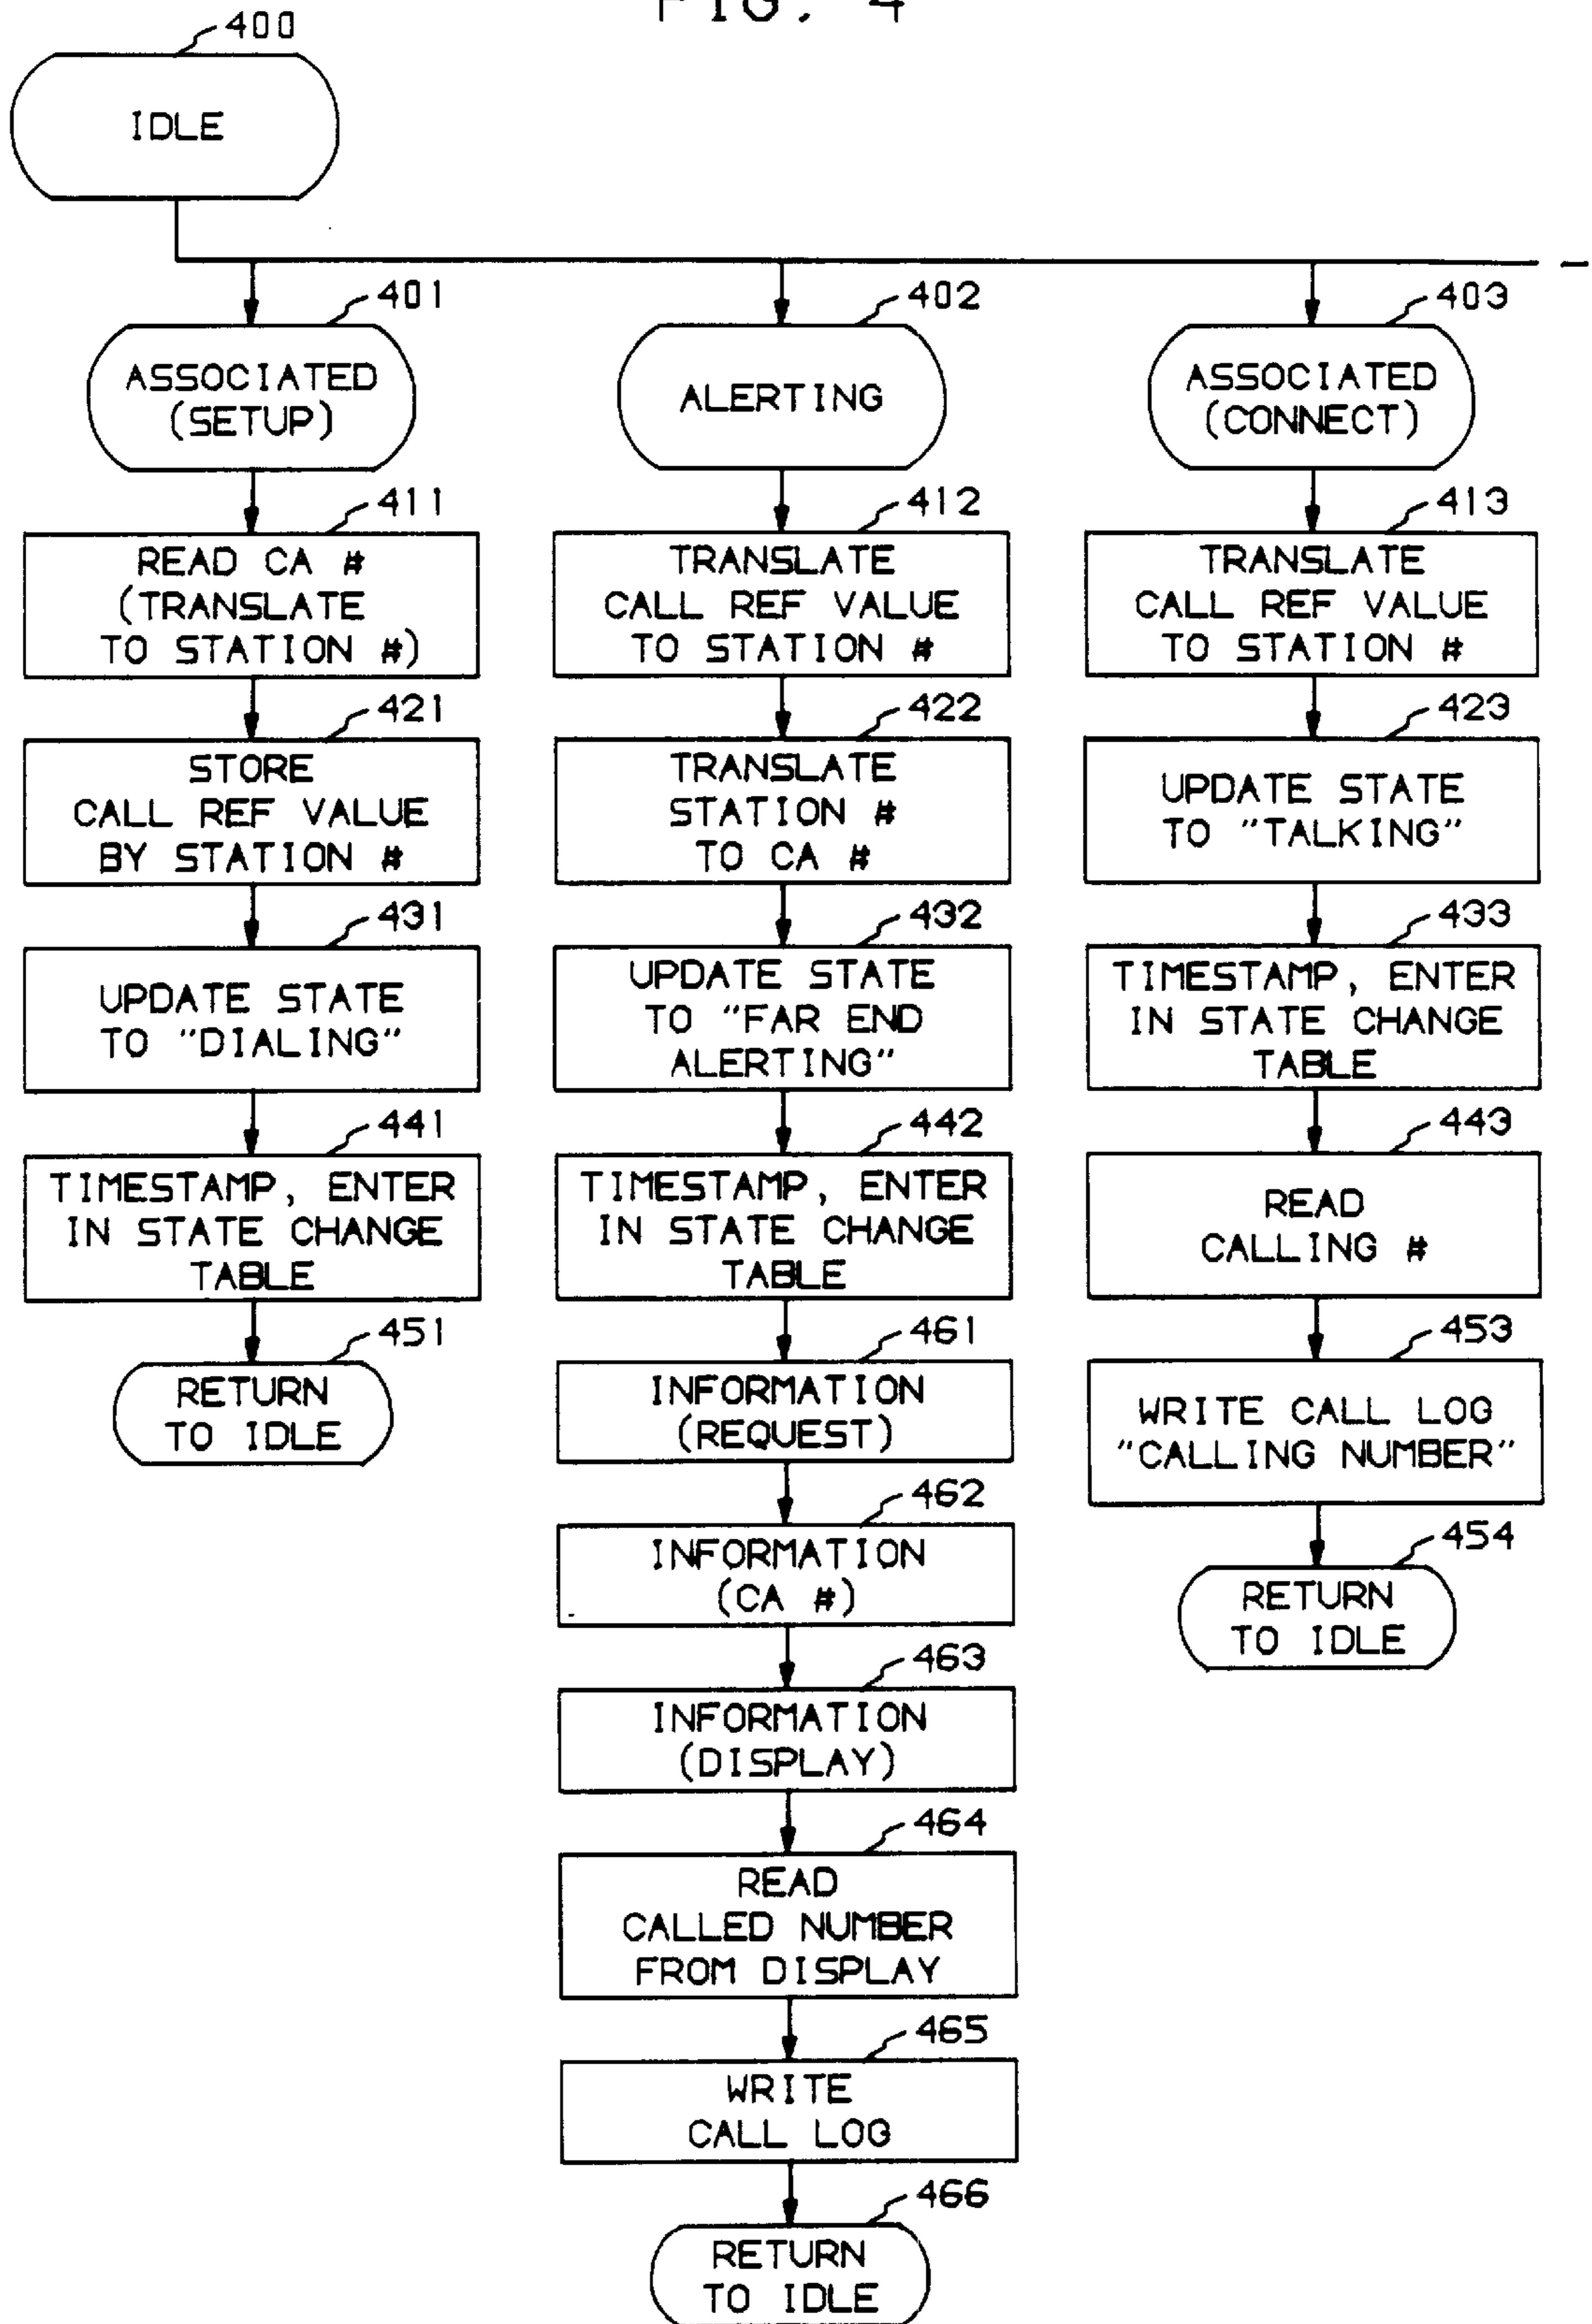 FIG. 4
400
IDLE
401
ASSOCIATED
(SETUP)
411
READ CA #
(TRANSLATE
TO STATION #)
421
STORE
CALL REF VALUE
BY STATION #
431
UPDATE STATE
TO "DIALING"
441
TIMESTAMP, ENTER
IN STATE CHANGE
TABLE
451
RETURN
TO IDLE
402
ALERTING
412
TRANSLATE
CALL REF VALUE
TO STATION #
422
TRANSLATE
STATION #
TO CA #
432
UPDATE STATE
TO "FAR END
ALERTING"
442
TIMESTAMP, ENTER
IN STATE CHANGE
TABLE
461
INFORMATION
(REQUEST)
462
INFORMATION
(CA #)
463
INFORMATION
(DISPLAY)
464
READ
CALLED NUMBER
FROM DISPLAY
465
WRITE
CALL LOG
466
RETURN
TO IDLE
403
ASSOCIATED
(CONNECT)
413
TRANSLATE
CALL REF VALUE
TO STATION #
423
UPDATE STATE
TO "TALKING"
433
TIMESTAMP, ENTER
IN STATE CHANGE
TABLE
443
READ
CALLING #
453
WRITE CALL LOG
"CALLING NUMBER"
454
RETURN
TO IDLE